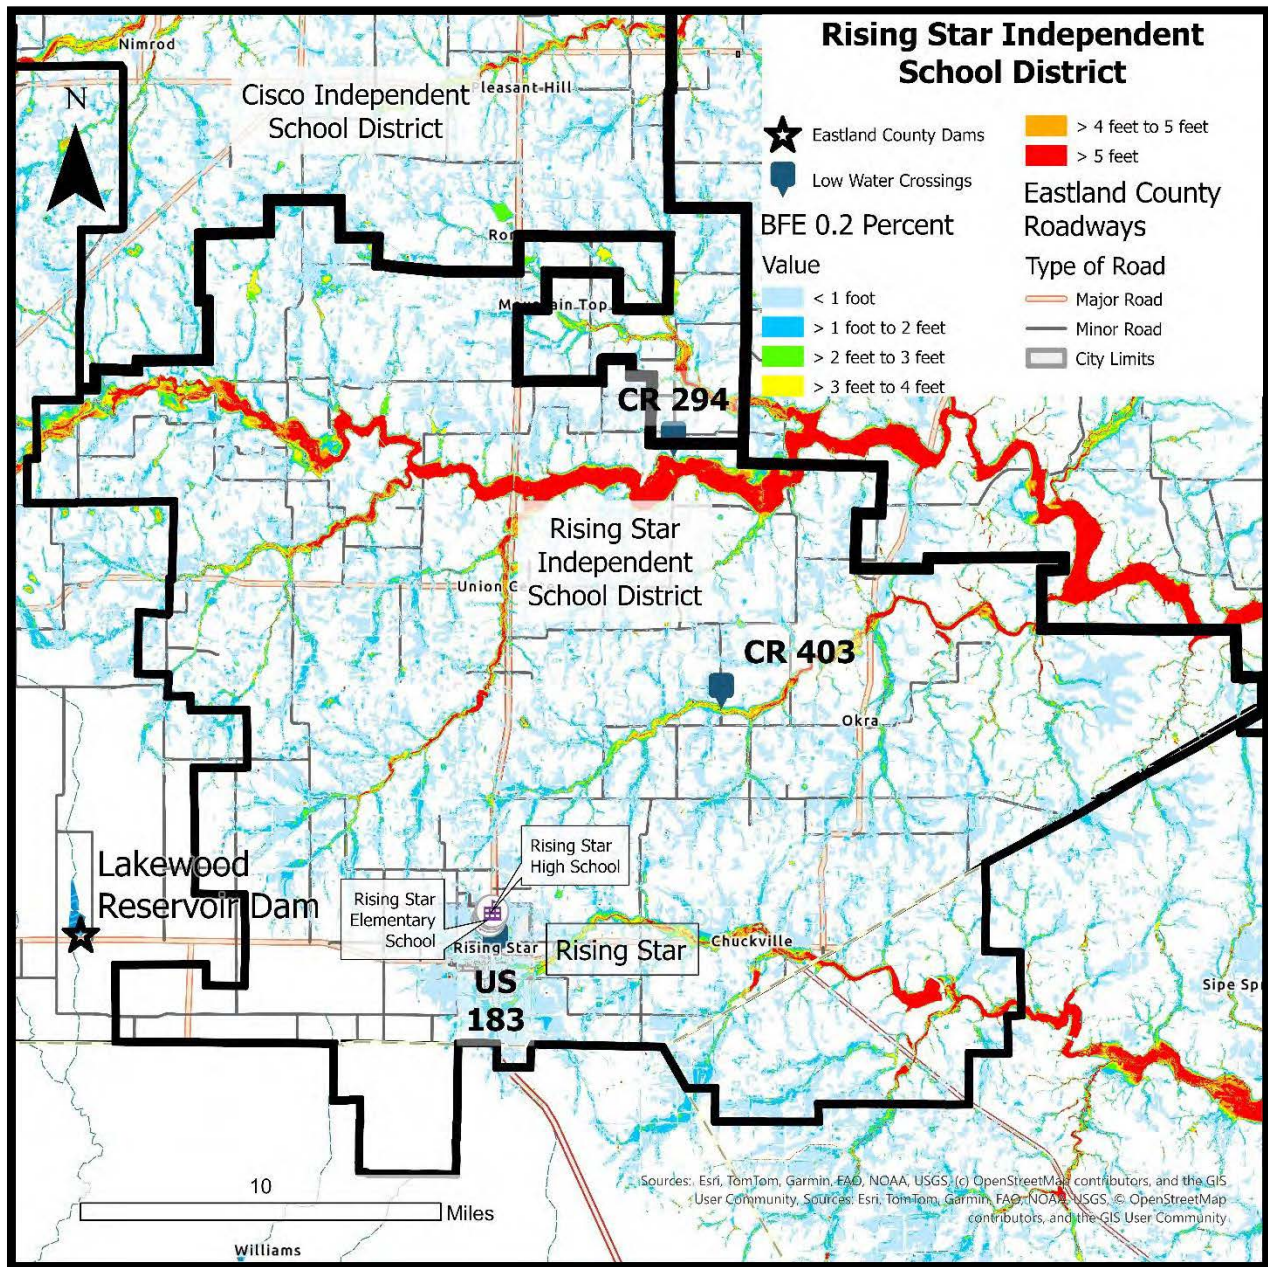 Rising Star Independent
School District
Eastland County Dams
Low Water Crossings
BFE 0.2 Percent
Value
< 1 foot
> 1 foot to 2 feet
> 2 feet to 3 feet
> 3 feet to 4 feet
> 4 feet to 5 feet
> 5 feet
Eastland County
Roadways
Type of Road
Major Road
Minor Road
City Limits
Nimrod
N
Cisco Independent
School District
Pleasant Hill
Mountain Top
CR 294
Rising Star
Independent
School District
Union
CR 403
Okra
Rising Star
High School
Lakewood
Reservoir Dam
Rising Star
Elementary
School
Rising Star
Rising Star
Chuckville
US
183
Sipe
10
Miles
Williams
Sources: Esri, TomTom, Garmin, FAO, NOAA, USGS, (c) OpenStreetMap contributors, and the GIS
User Community, Sources: Esri, TomTom, Garmin, FAO, NOAA, USGS, © OpenStreetMap
contributors, and the GIS User Community